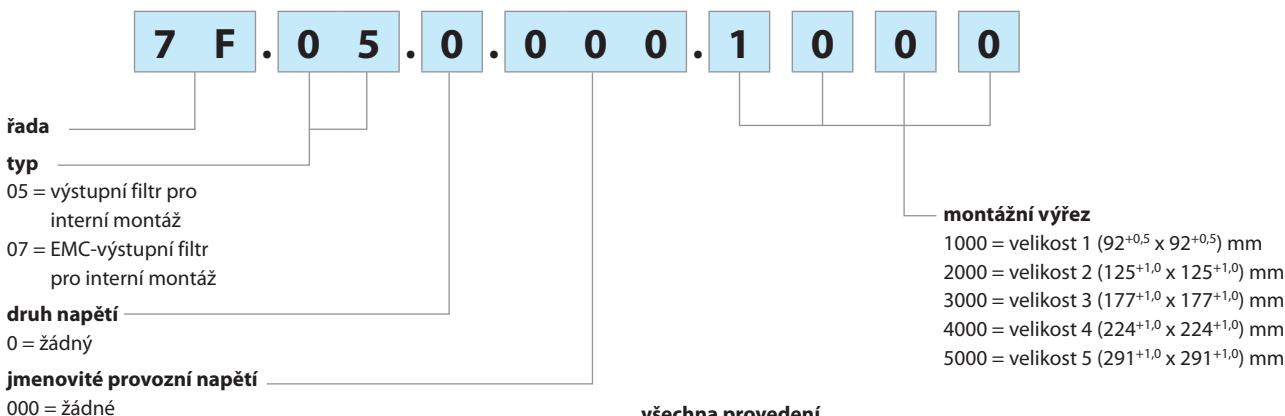 7 F . 0 5 . 0 . 0 0 0 . 1 0 0 0
řada
typ
05 = výstupní filtr pro
interní montáž
07 = EMC-výstupní filtr
pro interní montáž
druh napětí
0 = žádný
jmenovité provozní napětí
000 = žádné
montážní výřez
1000 = velikost 1 (92+0,5 x 92+0,5) mm
2000 = velikost 2 (125+1,0 x 125+1,0) mm
3000 = velikost 3 (177+1,0 x 177+1,0) mm
4000 = velikost 4 (224+1,0 x 224+1,0) mm
5000 = velikost 5 (291+1,0 x 291+1,0) mm
všechna provedení